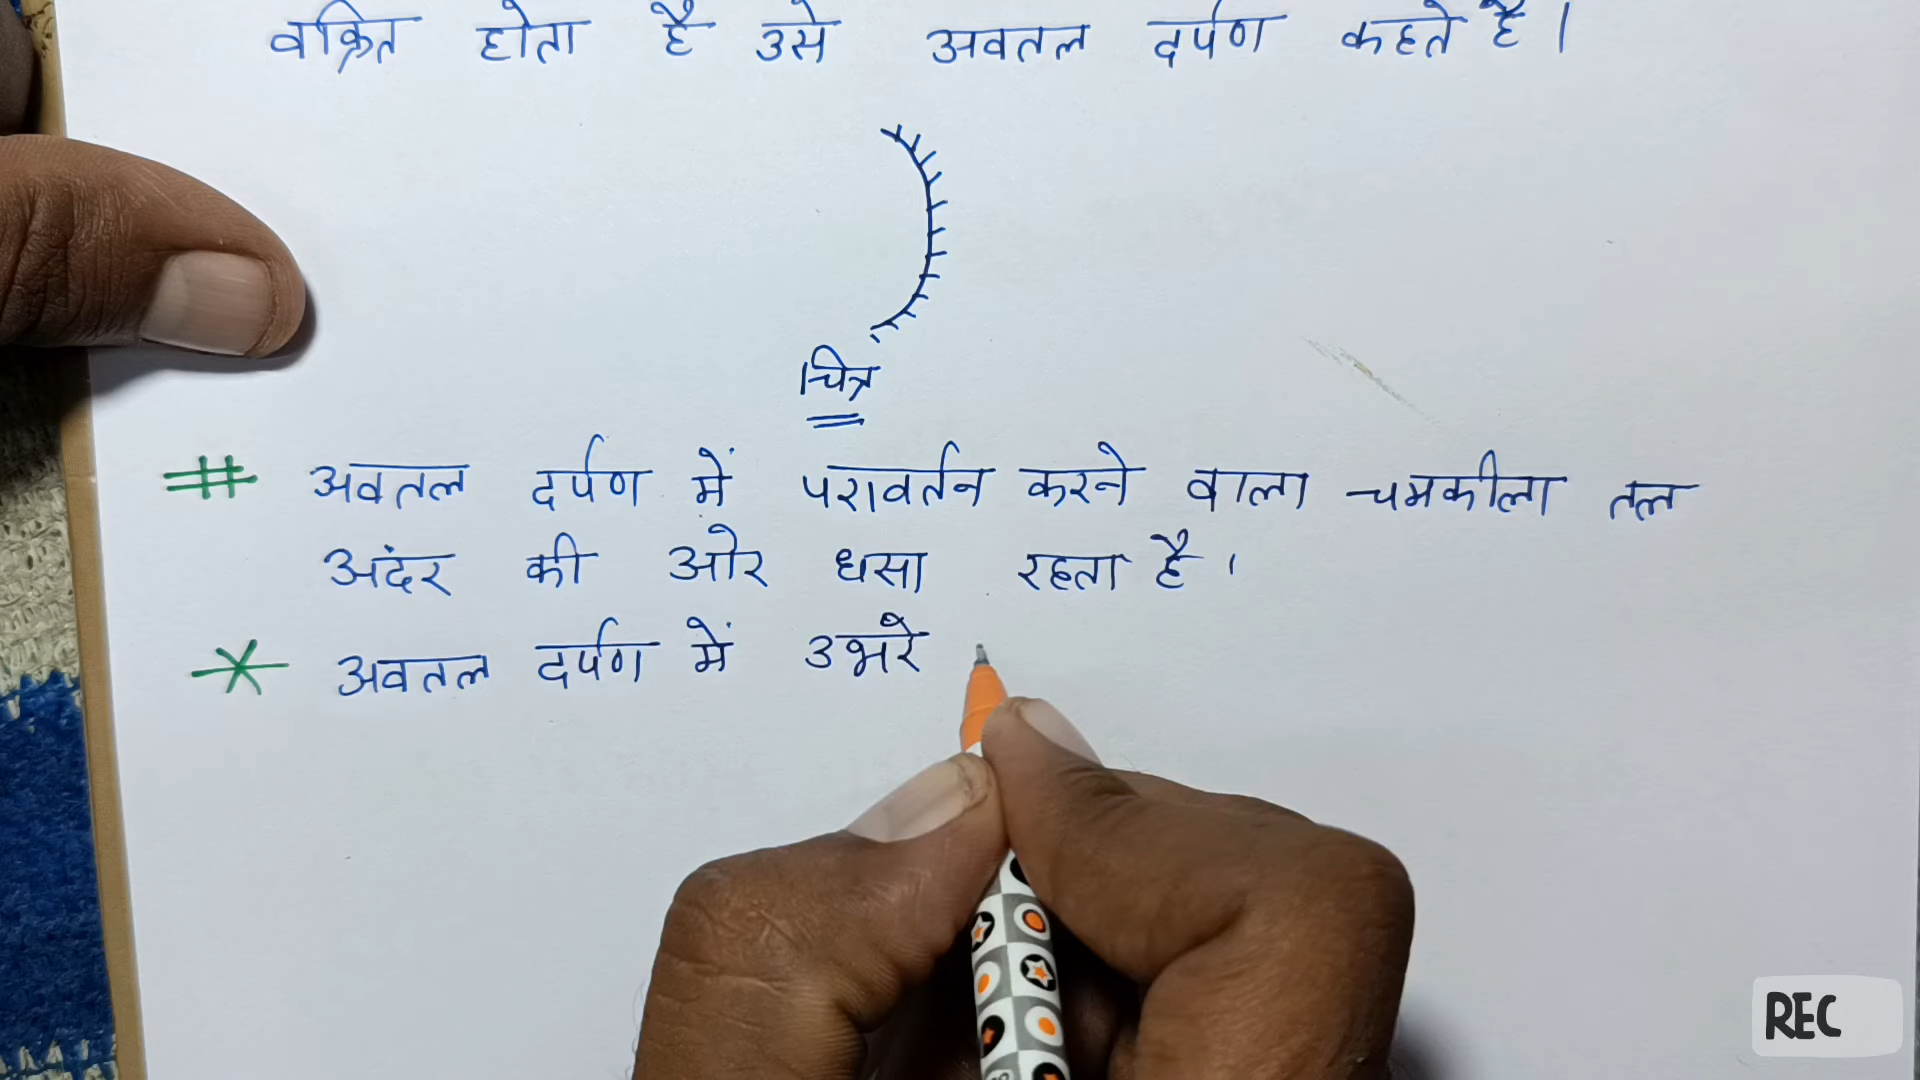 वक्रित होता है उसे अवतल दर्पण कहते है।
चित्र
# अवतल दर्पण में परावर्तन करने वाला चमकीला तल
अंदर की ओर धसा रहता है।
* अवतल दर्पण में उभरे
REC